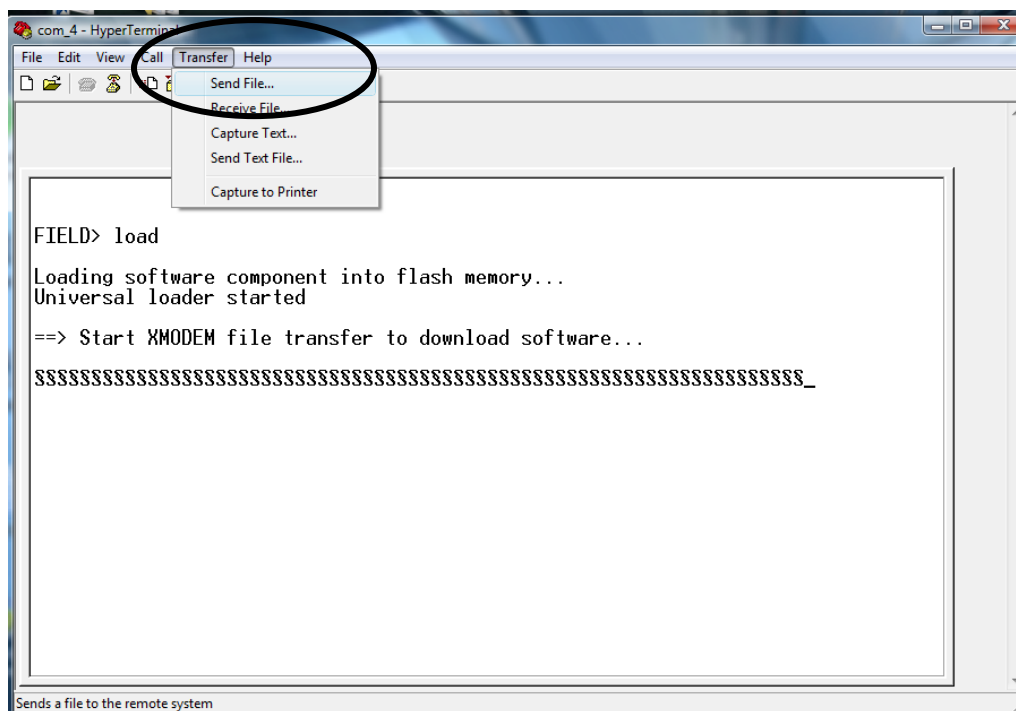 com_4 - HyperTerminal
File Edit View Call Transfer Help
Send File...
Receive File...
Capture Text...
Send Text File...
Capture to Printer
FIELD> load
Loading software component into flash memory...
Universal loader started
==> Start XMODEM file transfer to download software...
§§§§§§§§§§§§§§§§§§§§§§§§§§§§§§§§§§§§§§§§§§§§§§§§§§§§§§§§§§§§§§§§§§§§_
Sends a file to the remote system